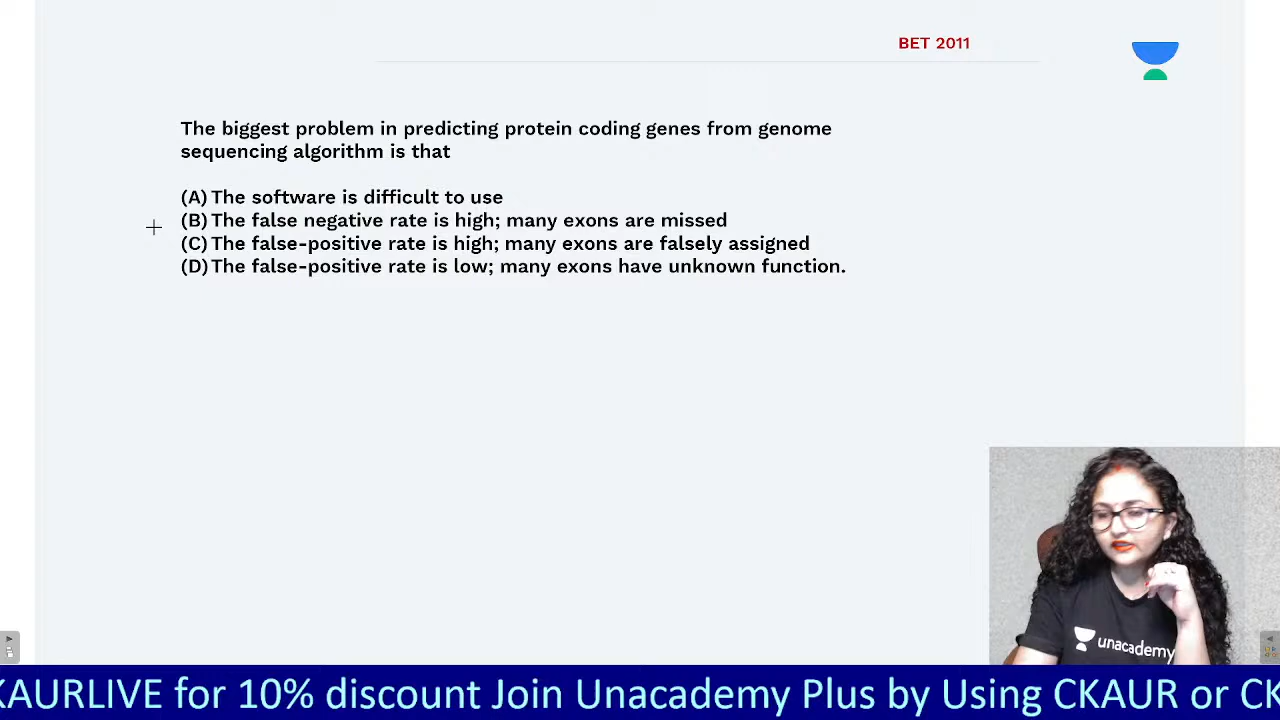 BET 2011
The biggest problem in predicting protein coding genes from genome
sequencing algorithm is that
(A) The software is difficult to use
(B) The false negative rate is high; many exons are missed
(C) The false-positive rate is high; many exons are falsely assigned
(D) The false-positive rate is low; many exons have unknown function.
unacademy
KAURLIVE for 10% discount Join Unacademy Plus by Using CKAUR or CK